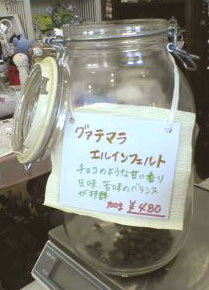 グァテマラ
エルインフェルト
チョコのような甘い香り
甘味、苦味のバランス
が抜群
100g ¥480